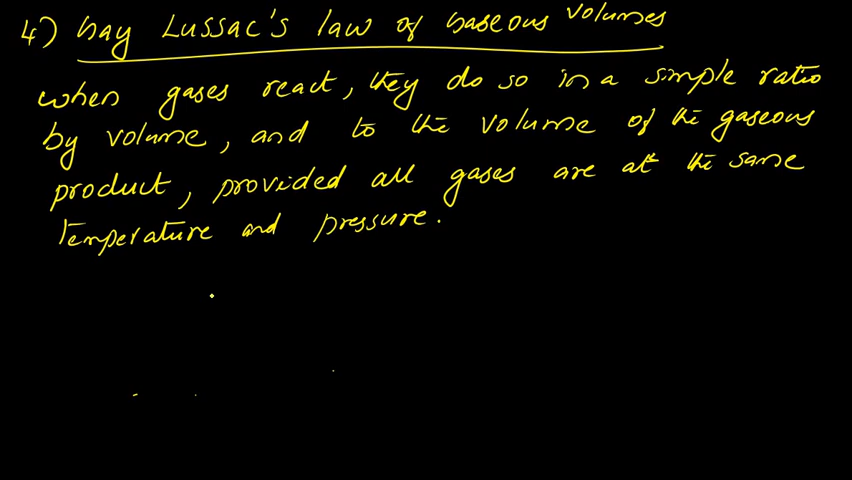 4) Gay Lussac's law of Gaseous Volumes
when gases react, they do so in a simple ratio
by volume, and to the volume of the gaseous
product, provided all gases are at the same
temperature and pressure.